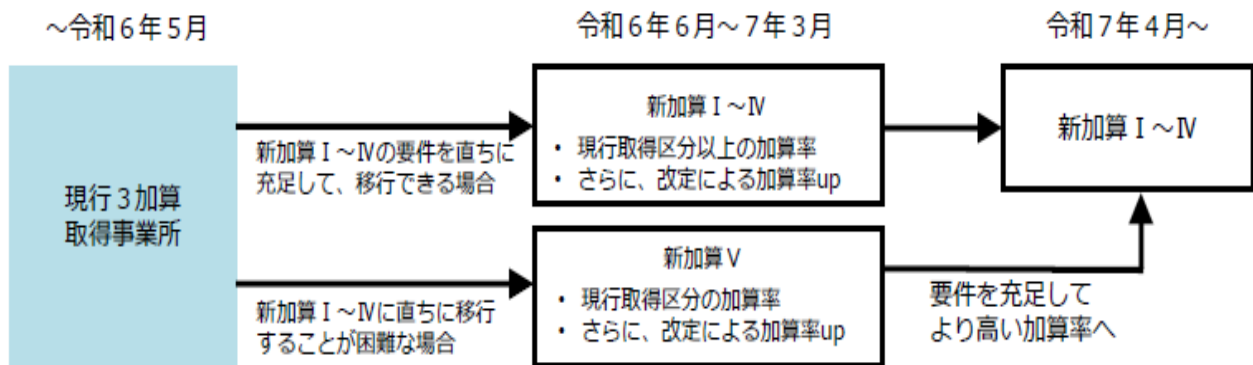 ～令和6年5月
令和6年6月～7年3月
令和7年4月～
現行3加算
取得事業所
新加算Ⅰ～Ⅳの要件を直ちに
充足して、移行できる場合
新加算Ⅰ～Ⅳ
・ 現行取得区分以上の加算率
・ さらに、改定による加算率up
新加算Ⅰ～Ⅳ
新加算Ⅰ～Ⅳに直ちに移行
することが困難な場合
新加算Ⅴ
・ 現行取得区分の加算率
・ さらに、改定による加算率up
要件を充足して
より高い加算率へ